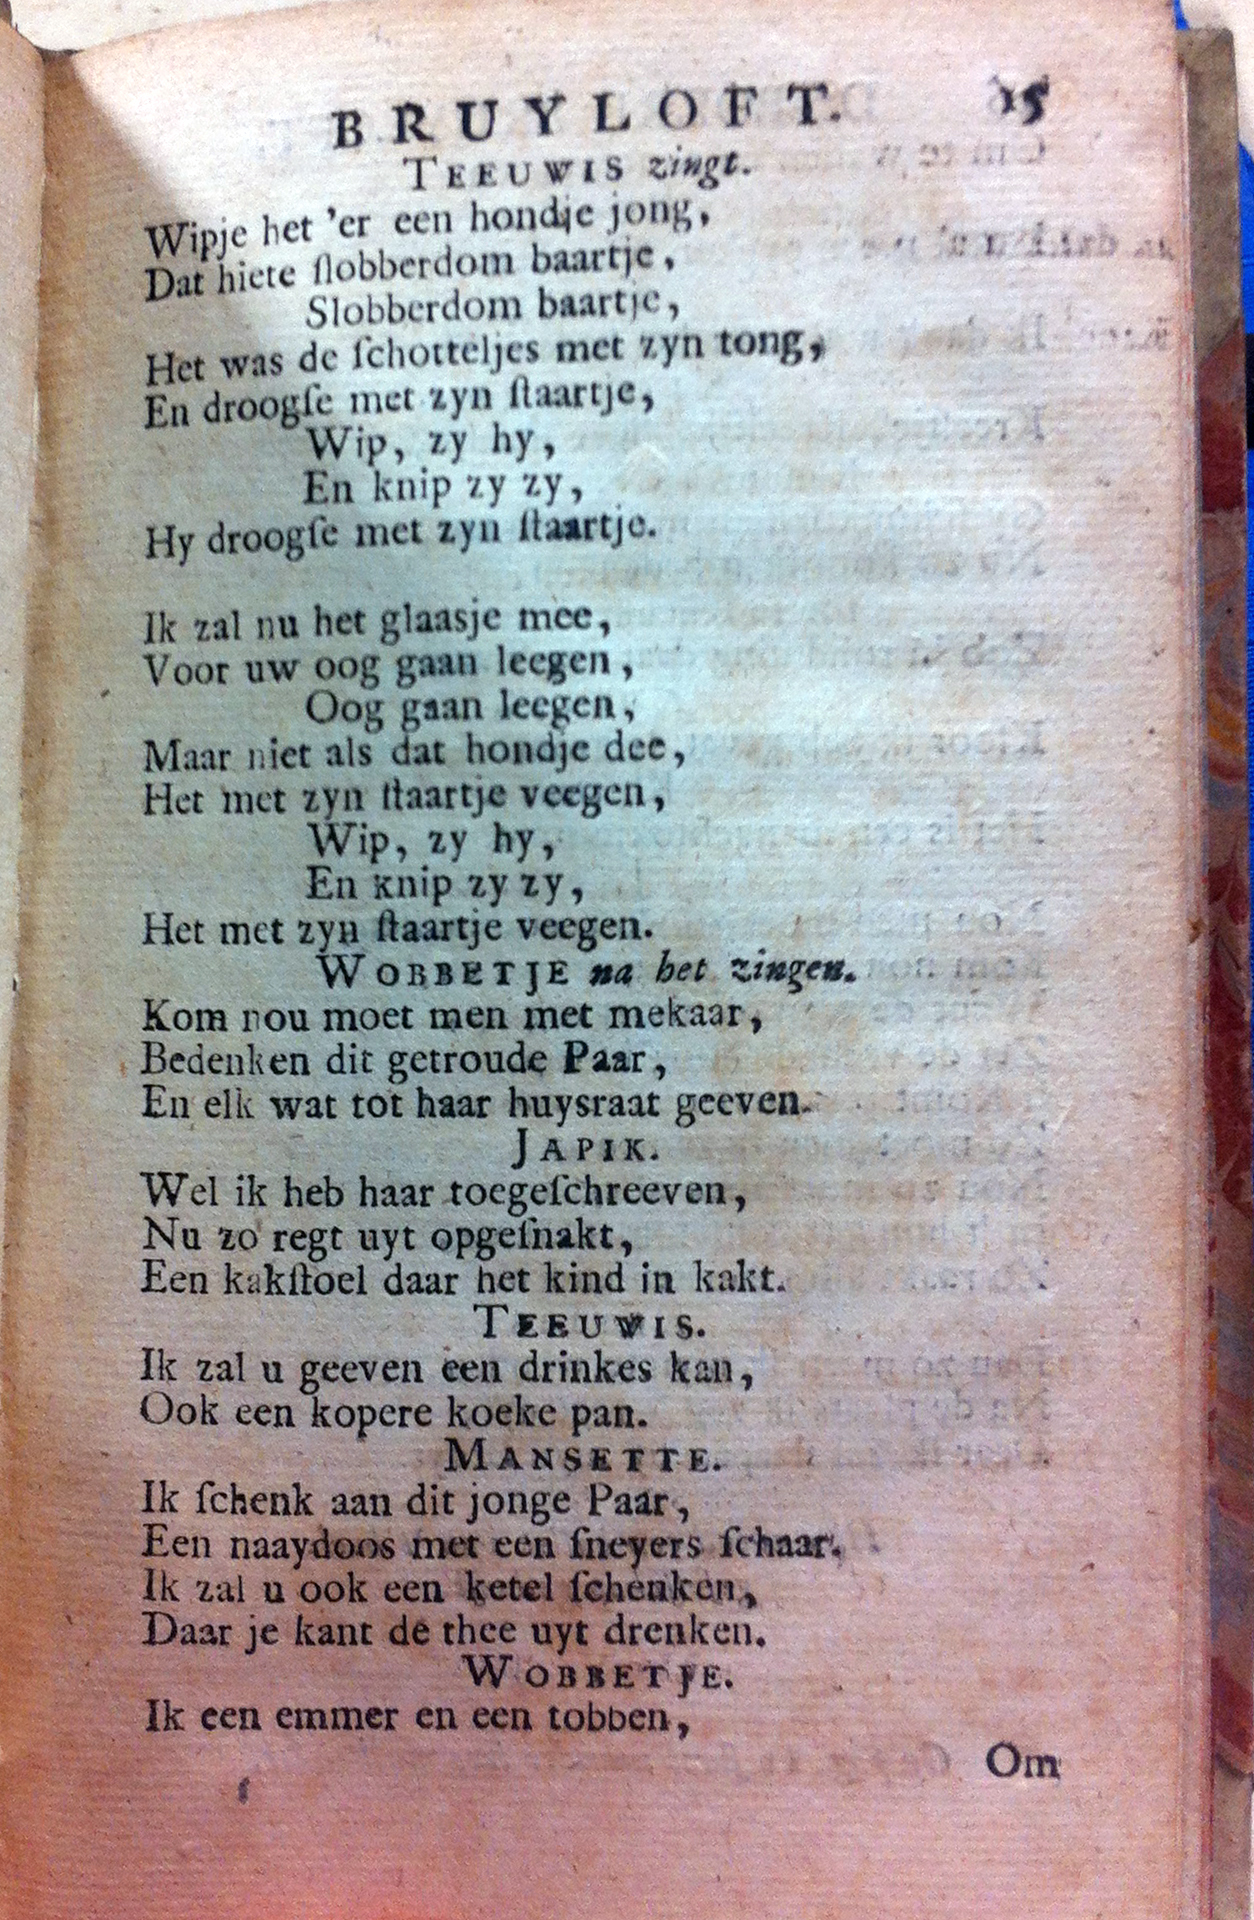 BRUYLOFT. 15
TEEUWIS zingt.
Wipje het 'er een hondje jong,
Dat hiete ſlobberdom baartje,
Slobberdom baartje,
Het was de ſchotteljes met zyn tong,
En droogſe met zyn ſtaartje,
Wip, zy hy,
En knip zy zy,
Hy droogſe met zyn ſtaartje.
Ik zal nu het glaasje mee,
Voor uw oog gaan leegen,
Oog gaan leegen,
Maar niet als dat hondje dee,
Het met zyn ſtaartje veegen,
Wip, zy hy,
En knip zy zy,
Het met zyn ſtaartje veegen.
WOBBETJE na het zingen.
Kom nou moet men met mekaar,
Bedenken dit getroude Paar,
En elk wat tot haar huysraat geeven.
JAPIK.
Wel ik heb haar toegeſchreeven,
Nu zo regt uyt opgeſnakt,
Een kakſtoel daar het kind in kakt.
TEEUWIS.
Ik zal u geeven een drinkes kan,
Ook een kopere koeke pan.
MANSETTE.
Ik ſchenk aan dit jonge Paar,
Een naaydoos met een ſneyers ſchaar.
Ik zal u ook een ketel ſchenken,
Daar je kant de thee uyt drenken.
WOBBETJE.
Ik een emmer en een tobben,
Om